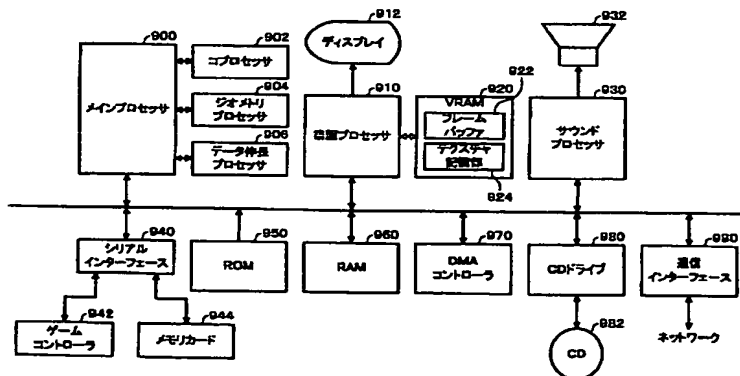 900
メインプロセッサ
902
コプロセッサ
904
ジオメトリ
プロセッサ
906
データ伸長
プロセッサ
912
ディスプレイ
910
描画プロセッサ
920
VRAM
922
フレーム
バッファ
テクスチャ
記憶部
924
932
930
サウンド
プロセッサ
940
シリアル
インターフェース
942
ゲーム
コントローラ
944
メモリカード
950
ROM
960
RAM
970
DMA
コントローラ
980
CDドライブ
982
CD
990
通信
インターフェース
ネットワーク